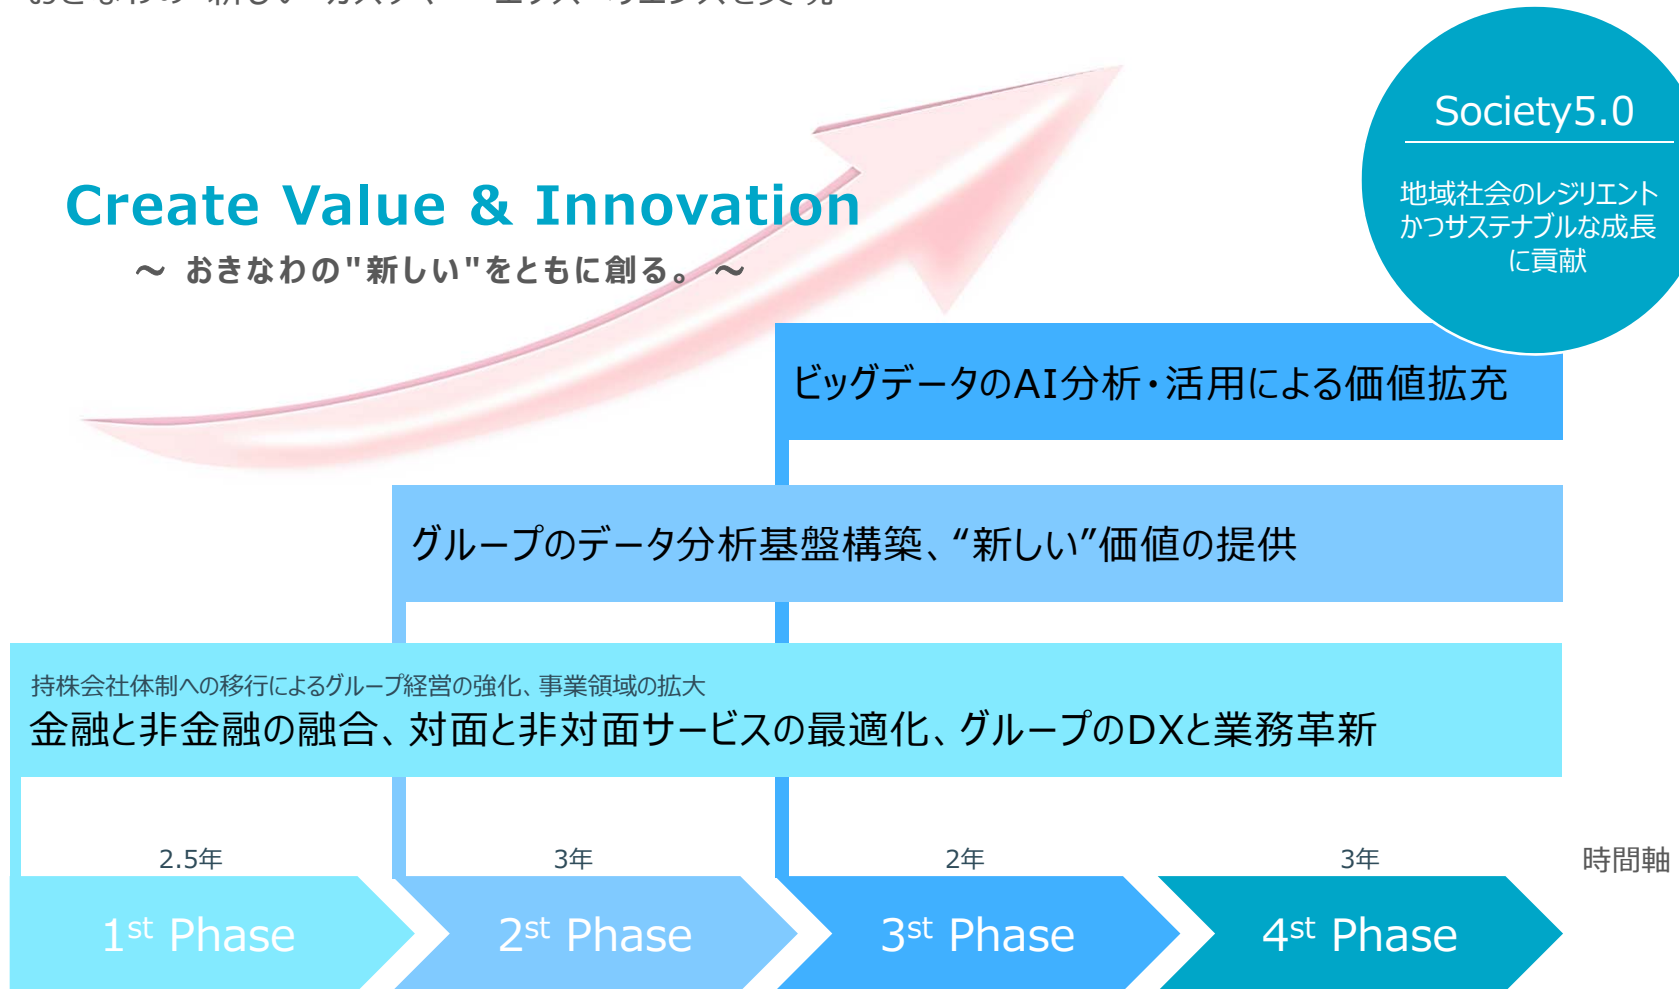 Society5.0
地域社会のレジリエント
かつサステナブルな成長
に貢献
Create Value & Innovation
～ おきなわの"新しい"をともに創る。 ～
ビッグデータのAI分析・活用による価値拡充
グループのデータ分析基盤構築、“新しい”価値の提供
持株会社体制への移行によるグループ経営の強化、事業領域の拡大
金融と非金融の融合、対面と非対面サービスの最適化、グループのDXと業務革新
2.5年
3年
2年
3年
時間軸
1st Phase
2st Phase
3st Phase
4st Phase